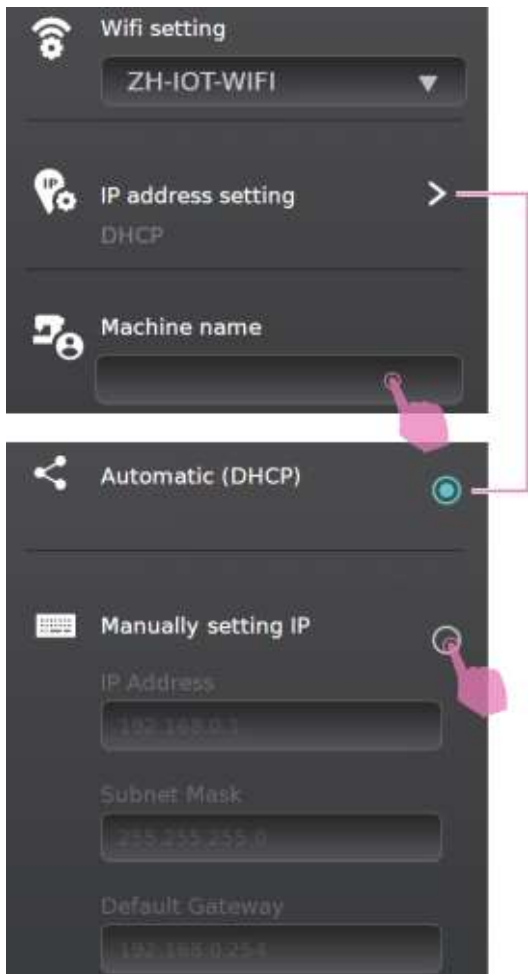 Wifi setting
ZH-IOT-WIFI
IP
IP address setting
DHCP
Machine name
Automatic (DHCP)
Manually setting IP
IP Address
192.168.0.1
Subnet Mask
255.255.255.0
Default Gateway
192.168.0.254